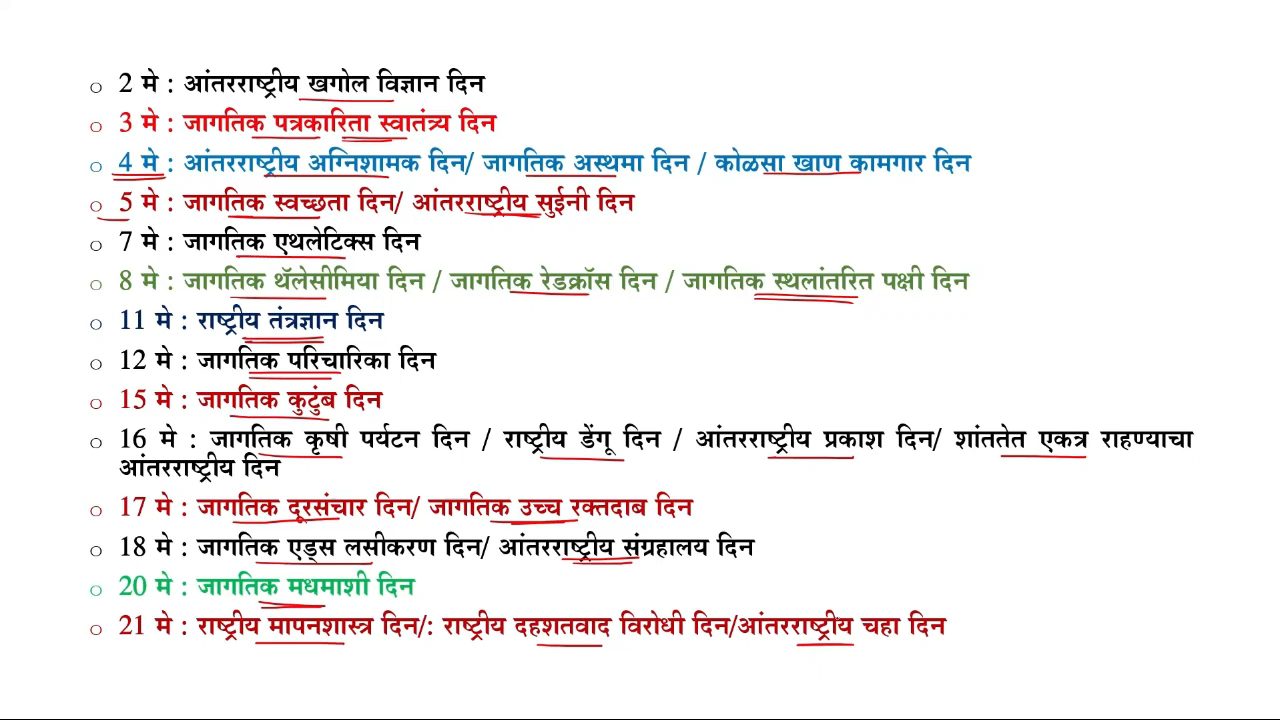 ○ 2 मे : आंतरराष्ट्रीय खगोल विज्ञान दिन
○ 3 मे : जागतिक पत्रकारिता स्वातंत्र्य दिन
○ 4 मे : आंतरराष्ट्रीय अग्निशामक दिन/ जागतिक अस्थमा दिन / कोळसा खाण कामगार दिन
○ 5 मे : जागतिक स्वच्छता दिन/ आंतरराष्ट्रीय सुईनी दिन
○ 7 मे : जागतिक एथलेटिक्स दिन
○ 8 मे : जागतिक थॅलेसीमिया दिन / जागतिक रेडक्रॉस दिन / जागतिक स्थलांतरित पक्षी दिन
○ 11 मे : राष्ट्रीय तंत्रज्ञान दिन
○ 12 मे : जागतिक परिचारिका दिन
○ 15 मे : जागतिक कुटुंब दिन
○ 16 मे : जागतिक कृषी पर्यटन दिन / राष्ट्रीय डेंगू दिन / आंतरराष्ट्रीय प्रकाश दिन/ शांततेत एकत्र राहण्याचा
आंतरराष्ट्रीय दिन
○ 17 मे : जागतिक दूरसंचार दिन/ जागतिक उच्च रक्तदाब दिन
○ 18 मे : जागतिक एड्स लसीकरण दिन/ आंतरराष्ट्रीय संग्रहालय दिन
○ 20 मे : जागतिक मधमाशी दिन
○ 21 मे : राष्ट्रीय मापनशास्त्र दिन/: राष्ट्रीय दहशतवाद विरोधी दिन/आंतरराष्ट्रीय चहा दिन